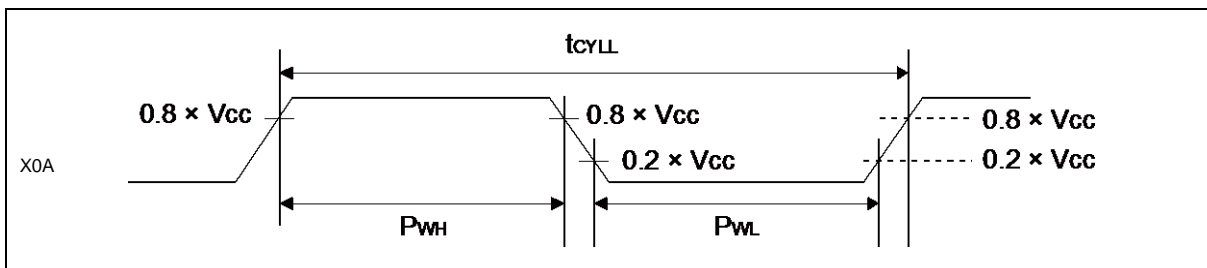 tCYLL
0.8 × Vcc
0.8 × Vcc
0.8 × Vcc
X0A
0.2 × Vcc
0.2 × Vcc
PWH
PWL